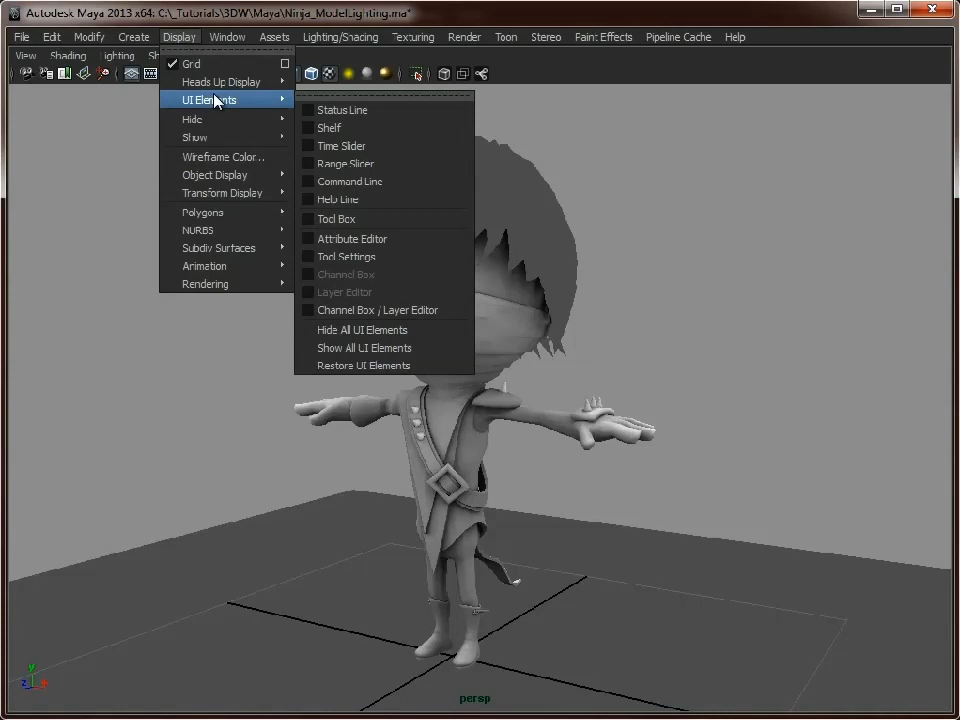 Autodesk Maya 2013 x64: C:\_Tutorials\3DW\Maya\Ninja_ModelLighting.ma*
File Edit Modify Create Display Window Assets Lighting/Shading Texturing Render Toon Stereo Paint Effects Pipeline Cache Help
View Shading Lighting Sh
Grid
Heads Up Display
UI Elements
Hide
Show
Wireframe Color...
Object Display
Transform Display
Polygons
NURBS
Subdiv Surfaces
Animation
Rendering
Status Line
Shelf
Time Slider
Range Slider
Command Line
Help Line
Tool Box
Attribute Editor
Tool Settings
Channel Box
Layer Editor
Channel Box / Layer Editor
Hide All UI Elements
Show All UI Elements
Restore UI Elements
y
z x
persp